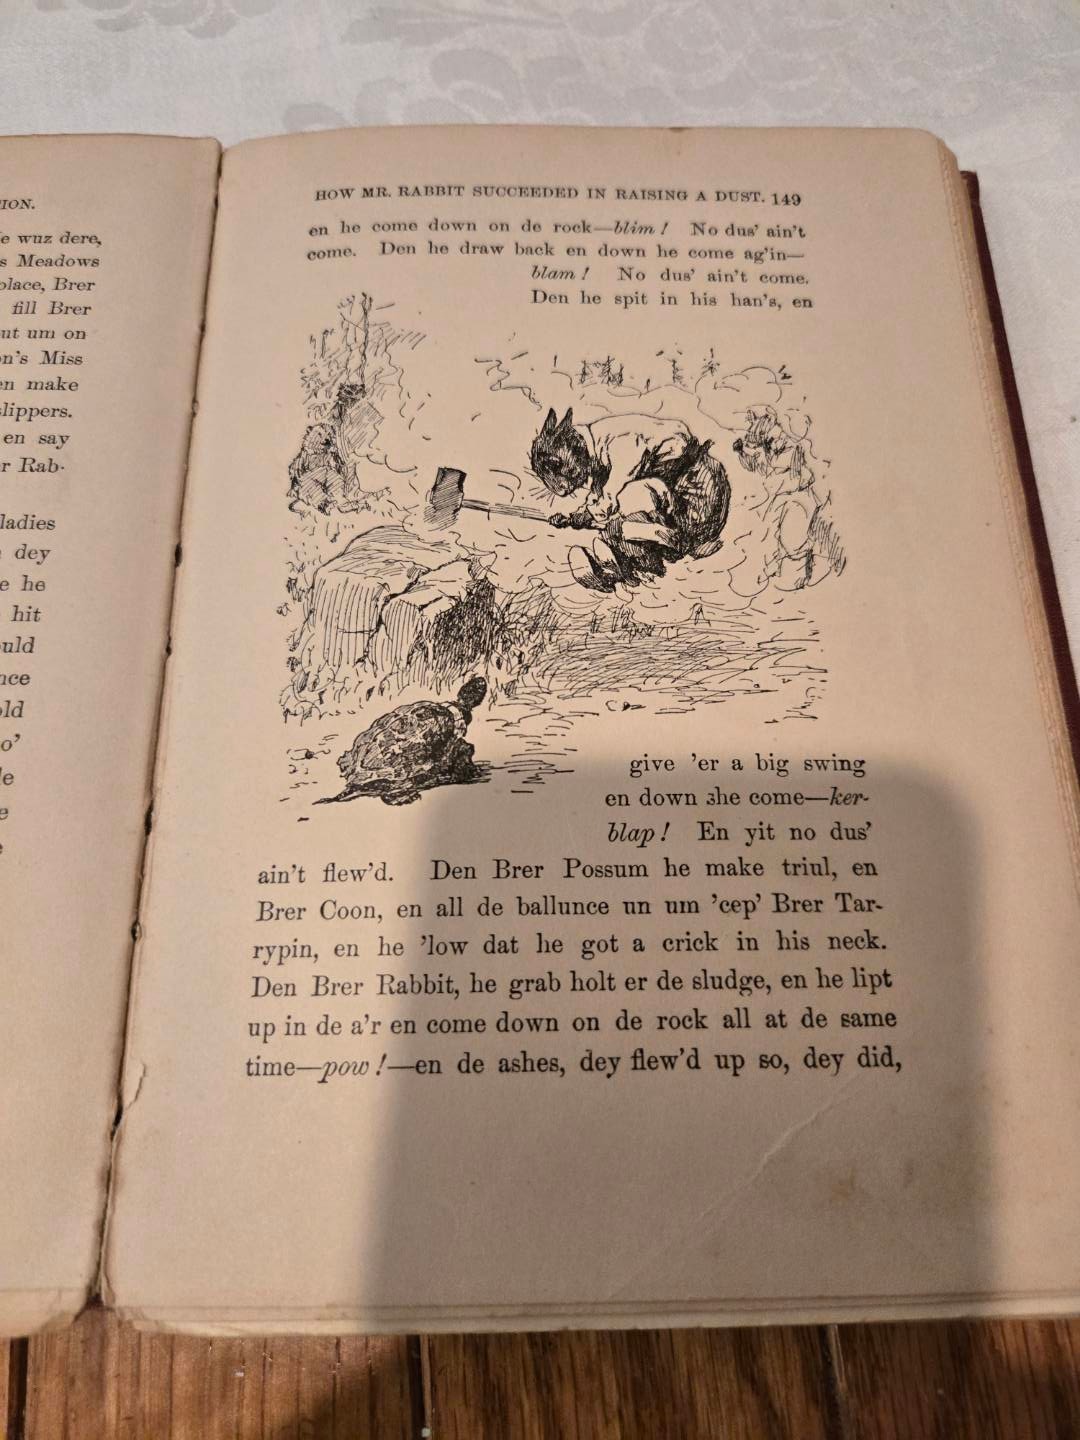 ION.
e wuz dere,
s Meadows
place, Brer
fill Brer
ut um on
n's Miss
en make
slippers.
en say
r Rab-
ladies
dey
e he
hit
ould
nce
old
o'
le
e
HOW MR. RABBIT SUCCEEDED IN RAISING A DUST. 149
en he come down on de rock—blim! No dus' ain't
come. Den he draw back en down he come ag'in—
blam! No dus' ain't come.
Den he spit in his han's, en
give 'er a big swing
en down she come—ker-
blap! En yit no dus'
ain't flew'd. Den Brer Possum he make triul, en
Brer Coon, en all de ballunce un um 'cep' Brer Tar-
rypin, en he 'low dat he got a crick in his neck.
Den Brer Rabbit, he grab holt er de sludge, en he lipt
up in de a'r en come down on de rock all at de same
time—pow!—en de ashes, dey flew'd up so, dey did,